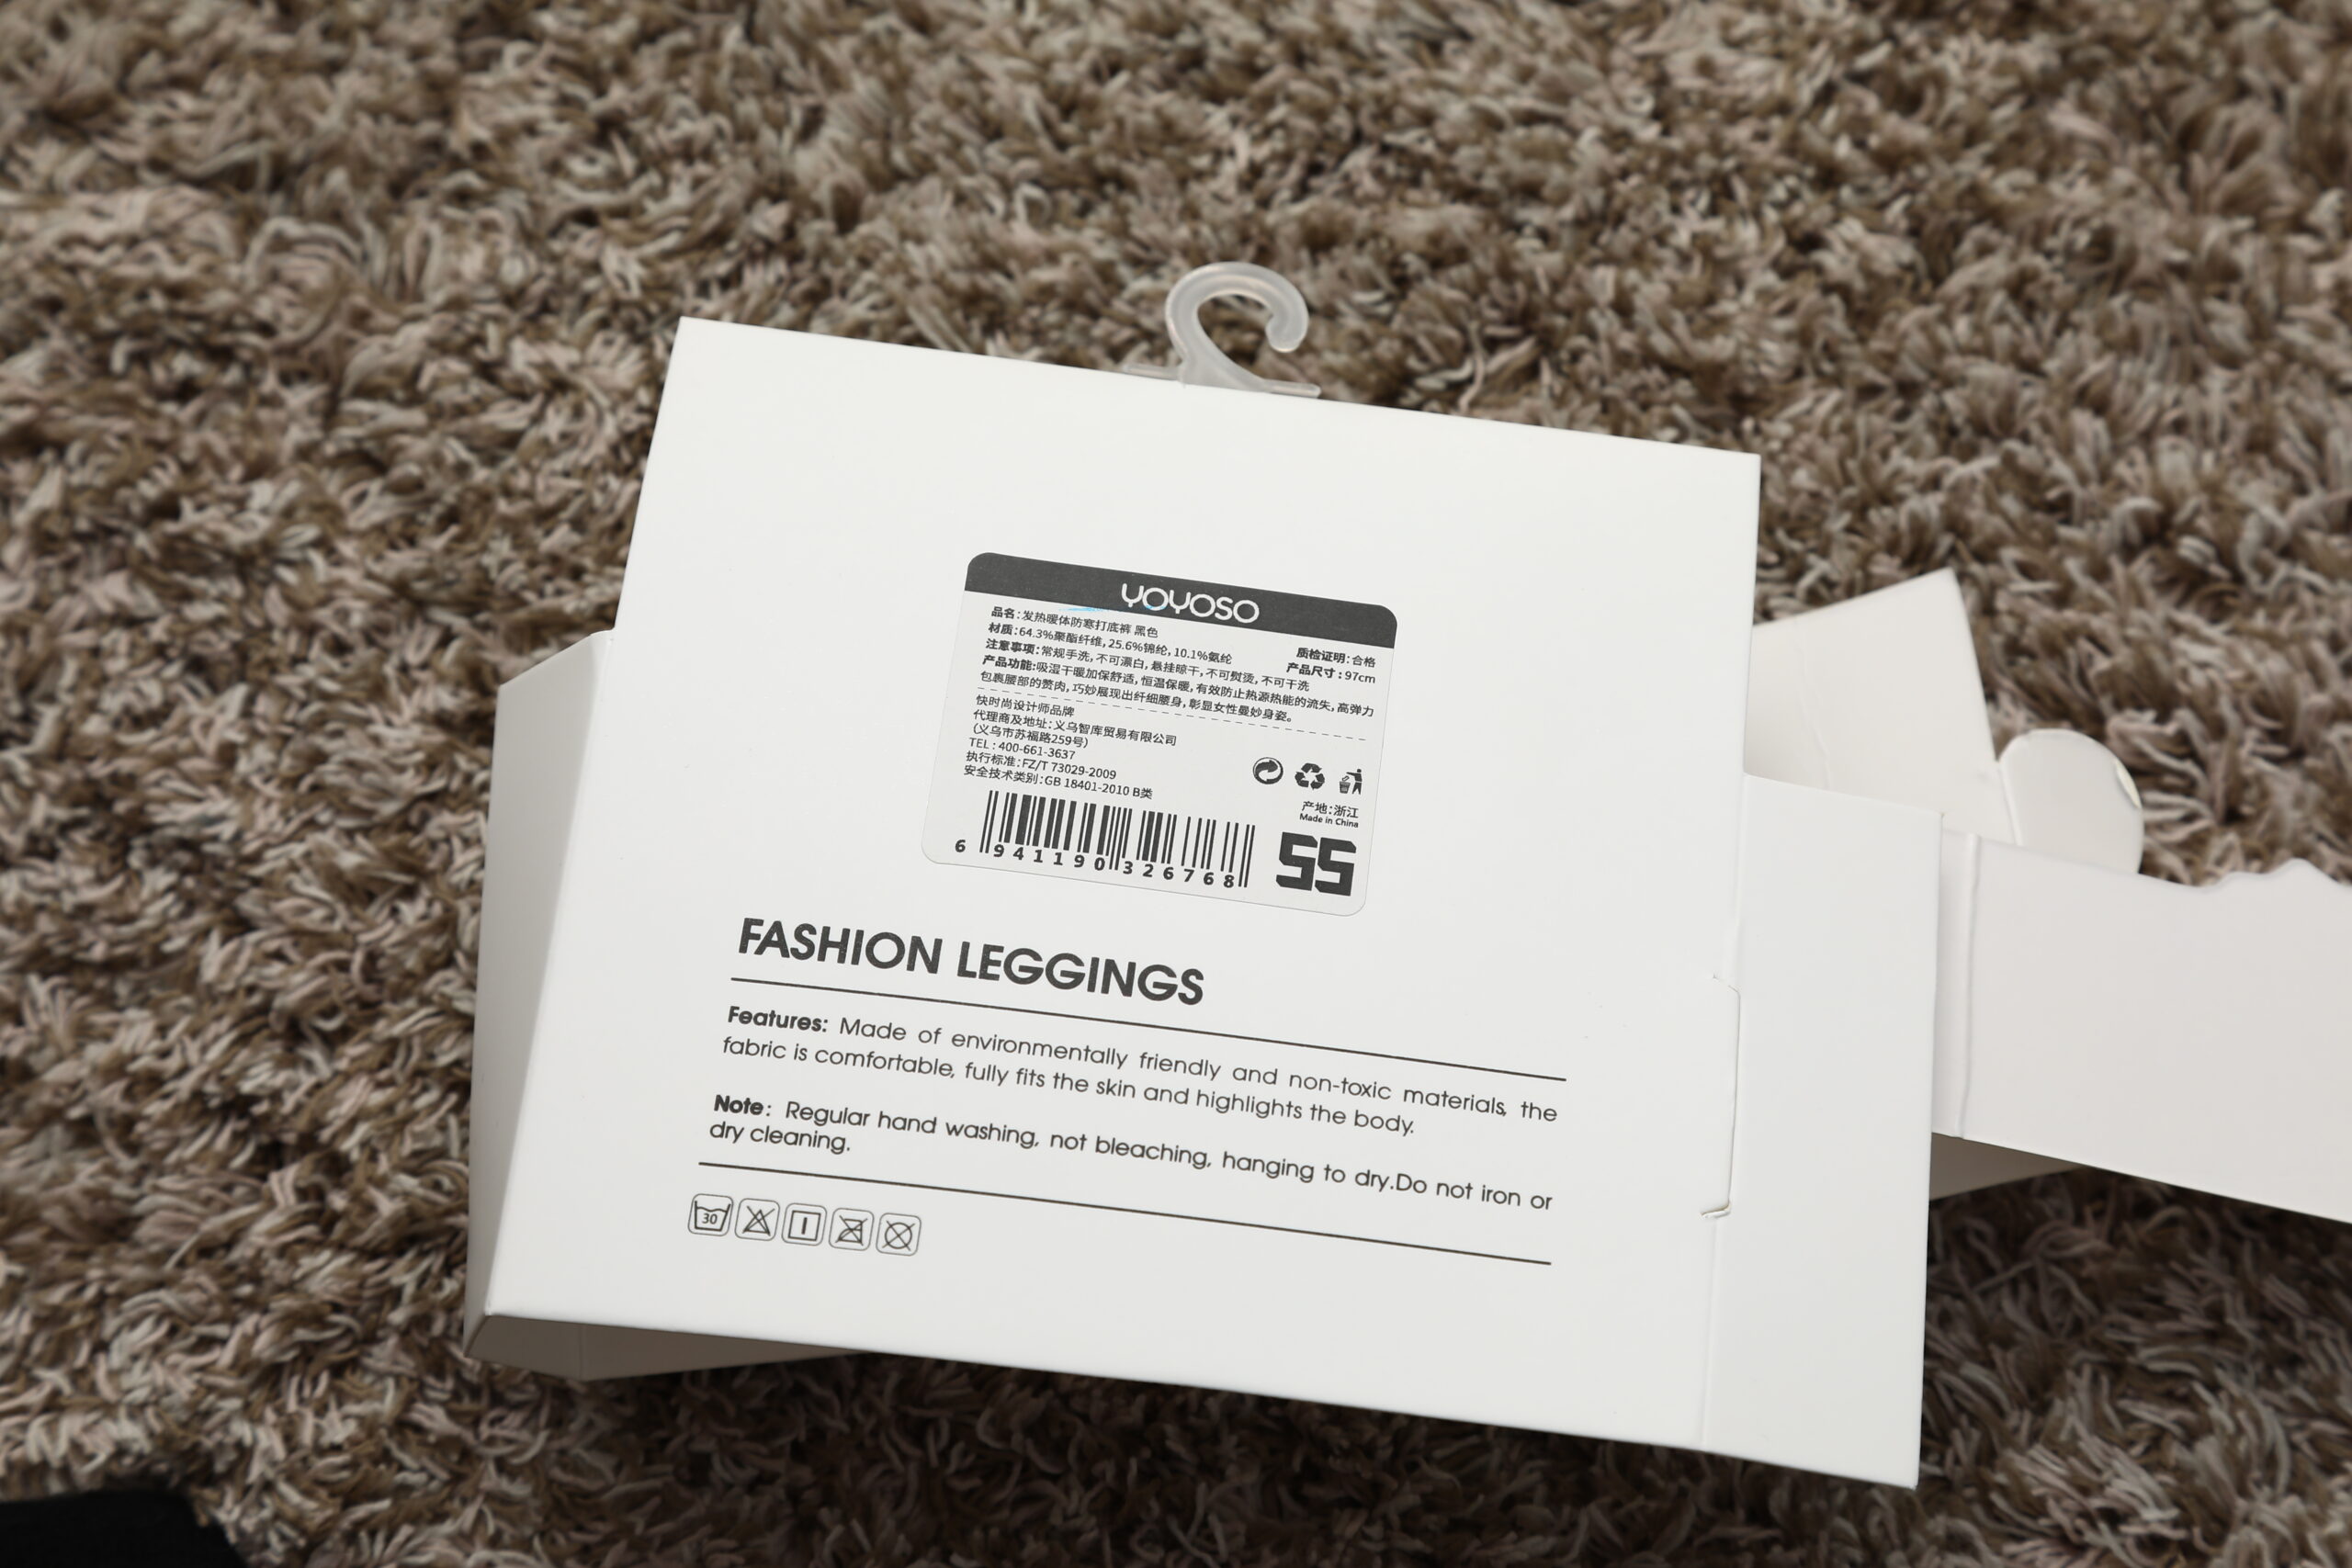 YOYOSO
品名:发热暖体防寒打底裤 黑色
材质:64.3%聚酯纤维, 25.6%锦纶, 10.1%氨纶
质检证明:合格
注意事项:常规手洗, 不可漂白, 悬挂晾干, 不可熨烫, 不可干洗
产品尺寸:97cm
产品功能:吸湿干暖加保舒适, 恒温保暖, 有效防止热源热能的流失, 高弹力
包裹腰部的赘肉, 巧妙展现出纤细腰身, 彰显女性曼妙身姿。
快时尚设计师品牌
代理商及地址:义乌智库贸易有限公司
(义乌市苏福路259号)
TEL : 400-661-3637
执行标准:FZ/T 73029-2009
安全技术类别:GB 18401-2010 B类
产地:浙江
Made in China
6 941190 326768
55
FASHION LEGGINGS
Features: Made of environmentally friendly and non-toxic materials, the
fabric is comfortable, fully fits the skin and highlights the body.
Note: Regular hand washing, not bleaching, hanging to dry.Do not iron or
dry cleaning.
30